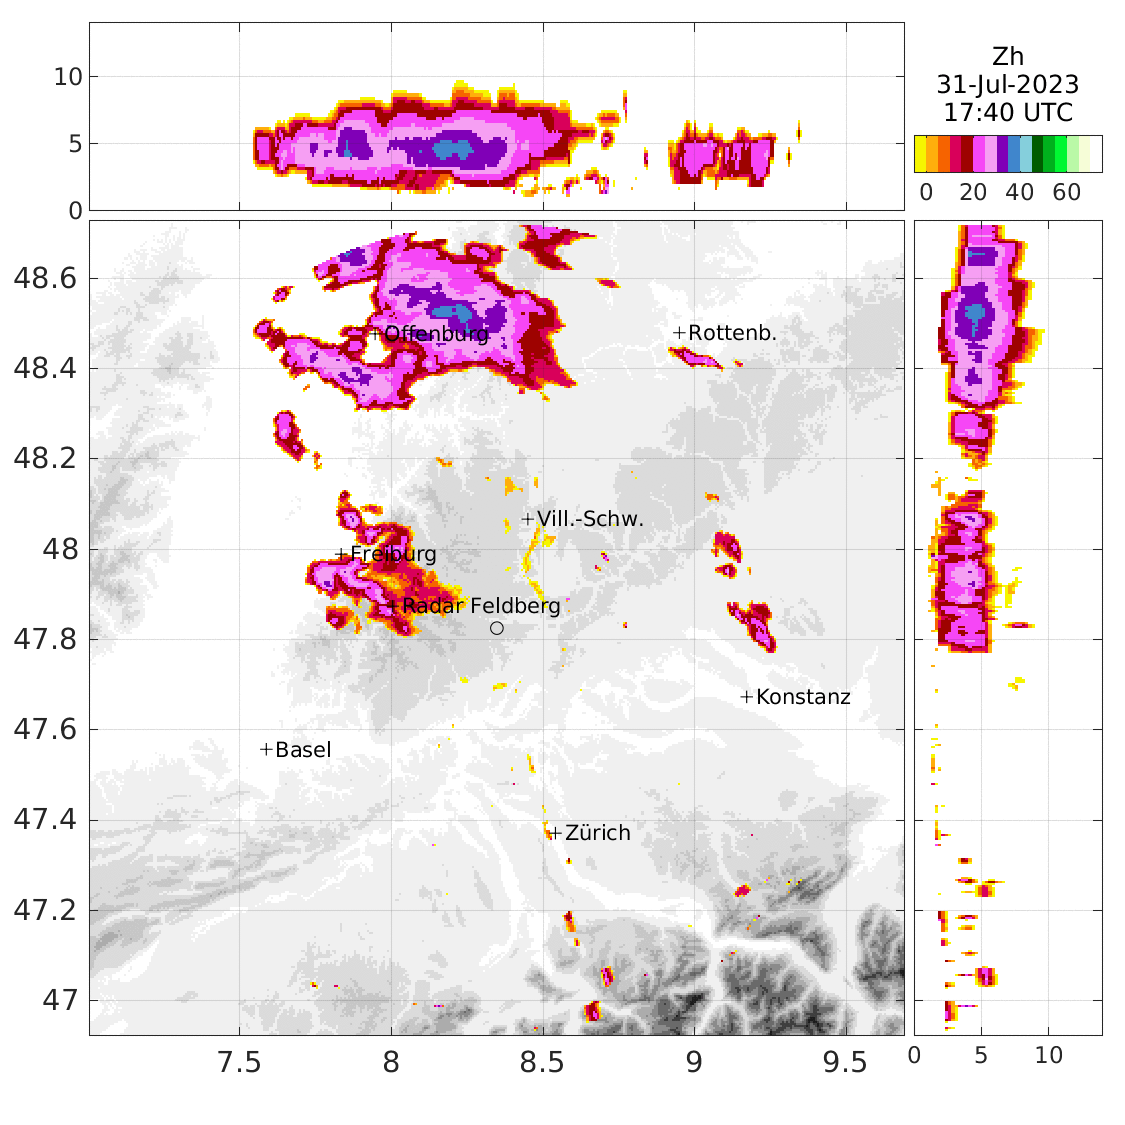 Zh
31-Jul-2023
17:40 UTC
0 20 40 60
10
5
0
48.6
48.4
48.2
48
47.8
47.6
47.4
47.2
47
+Offenburg
+Rottenb.
+Vill.-Schw.
+Freiburg
+Radar Feldberg
+Konstanz
+Basel
+Zürich
7.5 8 8.5 9 9.5
0 5 10